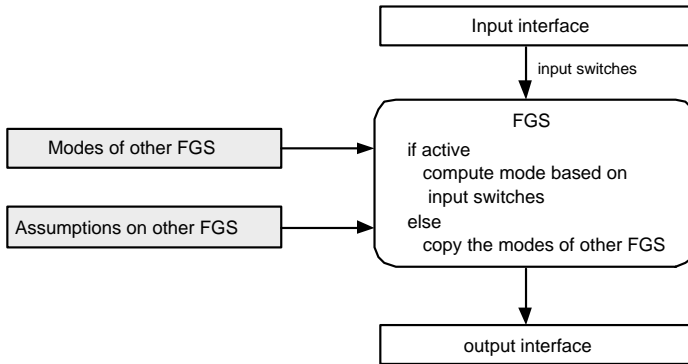 Input interface
input switches
FGS
if active
compute mode based on
input switches
else
copy the modes of other FGS
Modes of other FGS
Assumptions on other FGS
output interface